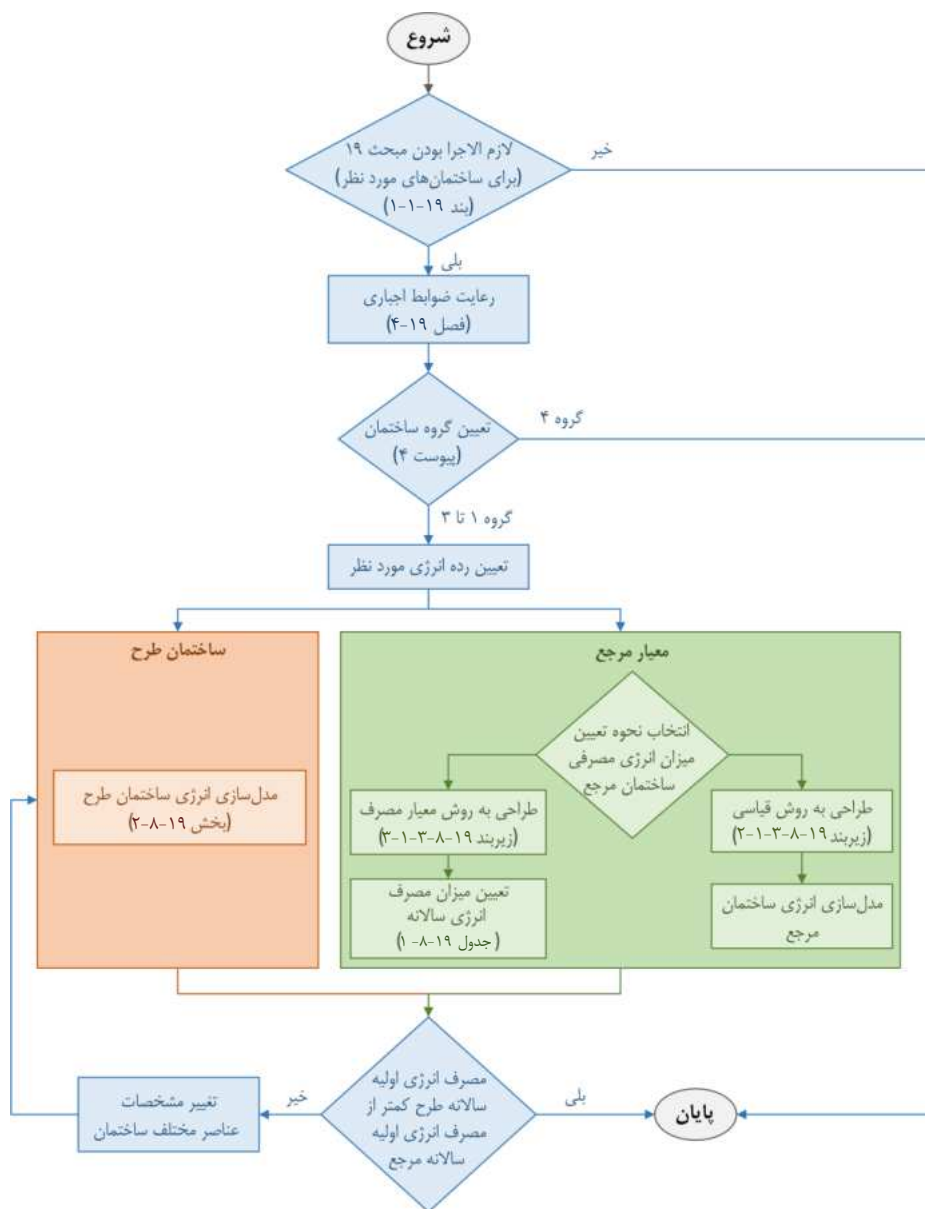 شروع
لازم الاجرا بودن مبحث ۱۹
(برای ساختمان‌های مورد نظر)
(بند ۱۹-۱-۱)
خیر
بلی
رعایت ضوابط اجباری
(فصل ۱۹-۴)
تعیین گروه ساختمان
(پیوست ۴)
گروه ۴
گروه ۱ تا ۳
تعیین رده انرژی مورد نظر
معیار مرجع
انتخاب نحوه تعیین
میزان انرژی مصرفی
ساختمان مرجع
طراحی به روش قیاسی
(زیربند ۱۹-۸-۳-۱-۲)
مدل‌سازی انرژی ساختمان
مرجع
طراحی به روش معیار مصرف
(زیربند ۱۹-۸-۳-۱-۳)
تعیین میزان مصرف
انرژی سالانه
(جدول ۱۹-۸-۱)
ساختمان طرح
مدل‌سازی انرژی ساختمان طرح
(بخش ۱۹-۸-۲)
مصرف انرژی اولیه
سالانه طرح کمتر از
مصرف انرژی اولیه
سالانه مرجع
بلی
پایان
خیر
تغییر مشخصات
عناصر مختلف ساختمان